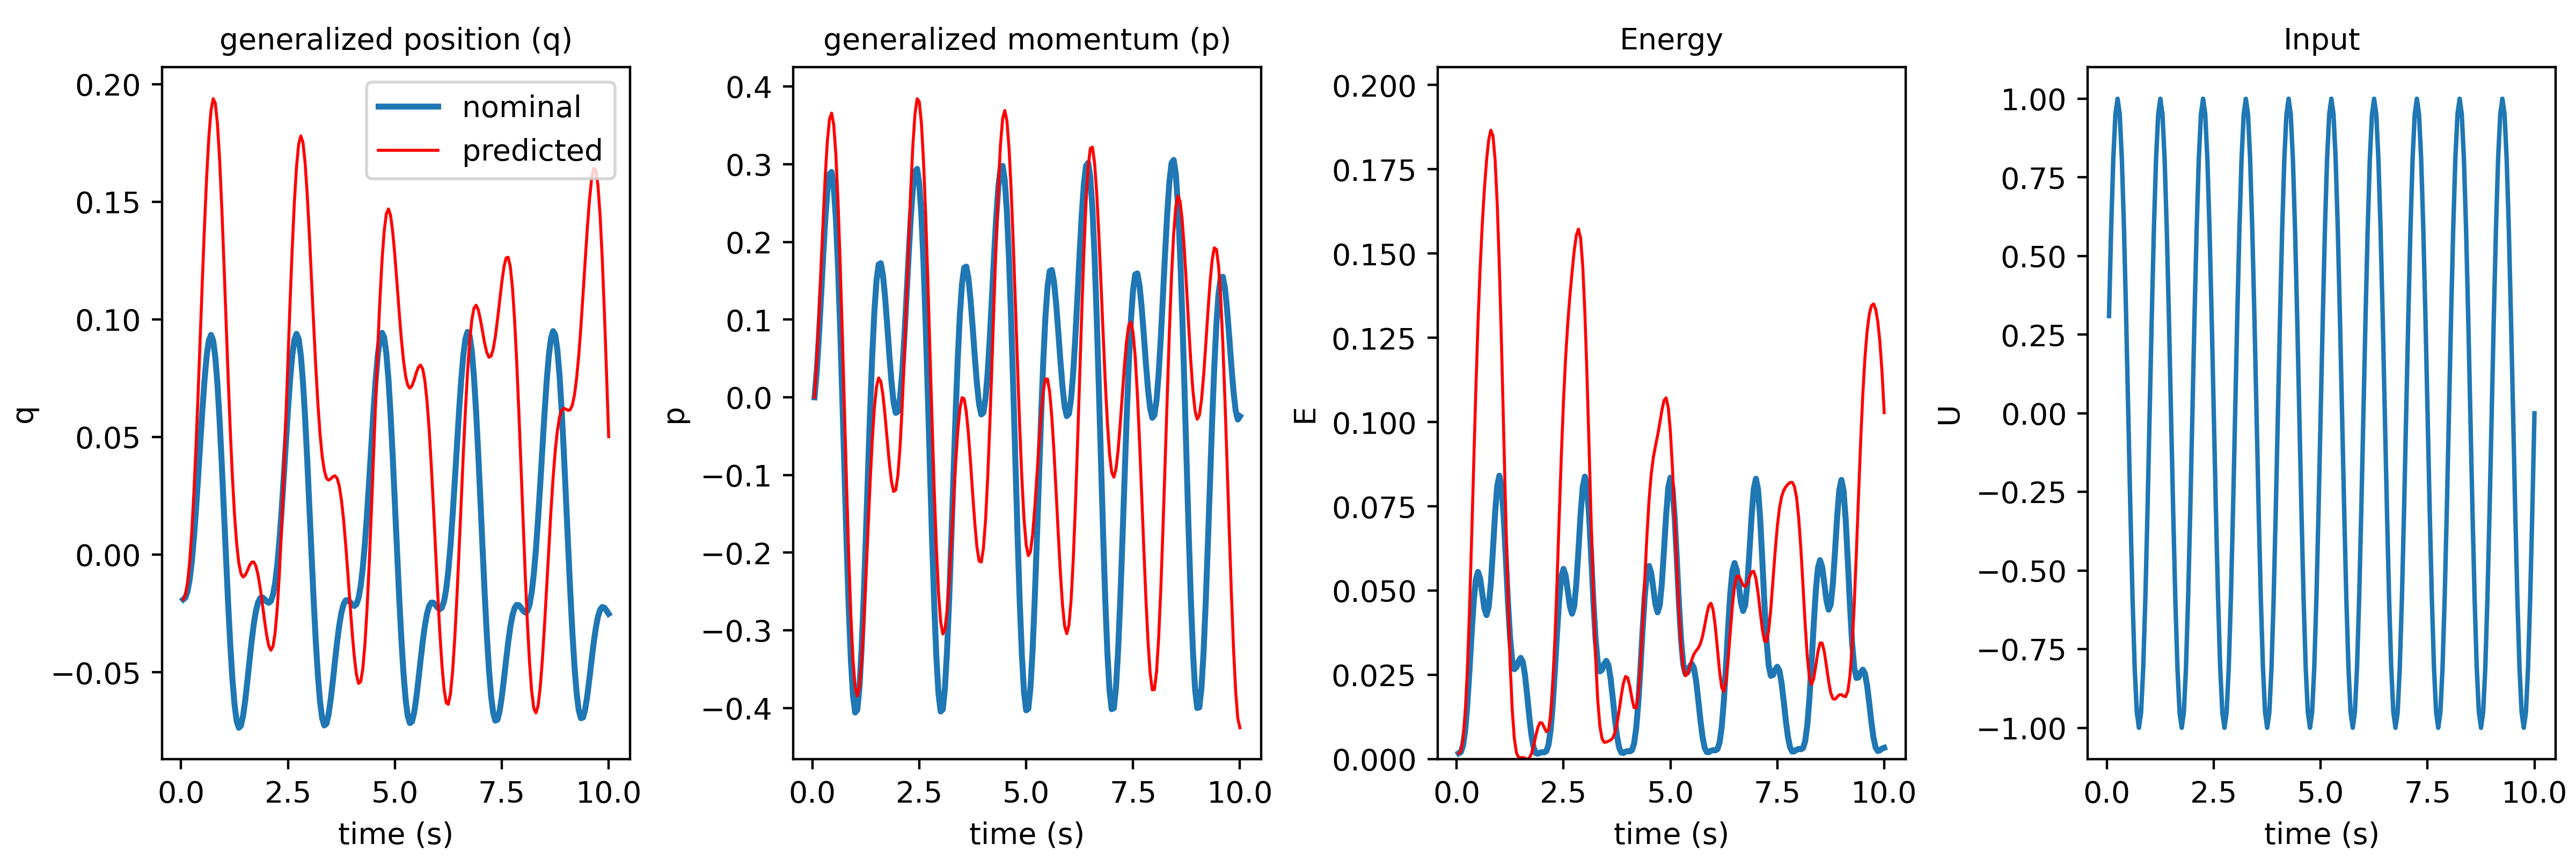 generalized position (q)
q
0.20
0.15
0.10
0.05
0.00
−0.05
nominal
predicted
0.0 2.5 5.0 7.5 10.0
time (s)
generalized momentum (p)
p
0.4
0.3
0.2
0.1
0.0
−0.1
−0.2
−0.3
−0.4
0.0 2.5 5.0 7.5 10.0
time (s)
Energy
E
0.200
0.175
0.150
0.125
0.100
0.075
0.050
0.025
0.000
0.0 2.5 5.0 7.5 10.0
time (s)
Input
U
1.00
0.75
0.50
0.25
0.00
−0.25
−0.50
−0.75
−1.00
0.0 2.5 5.0 7.5 10.0
time (s)